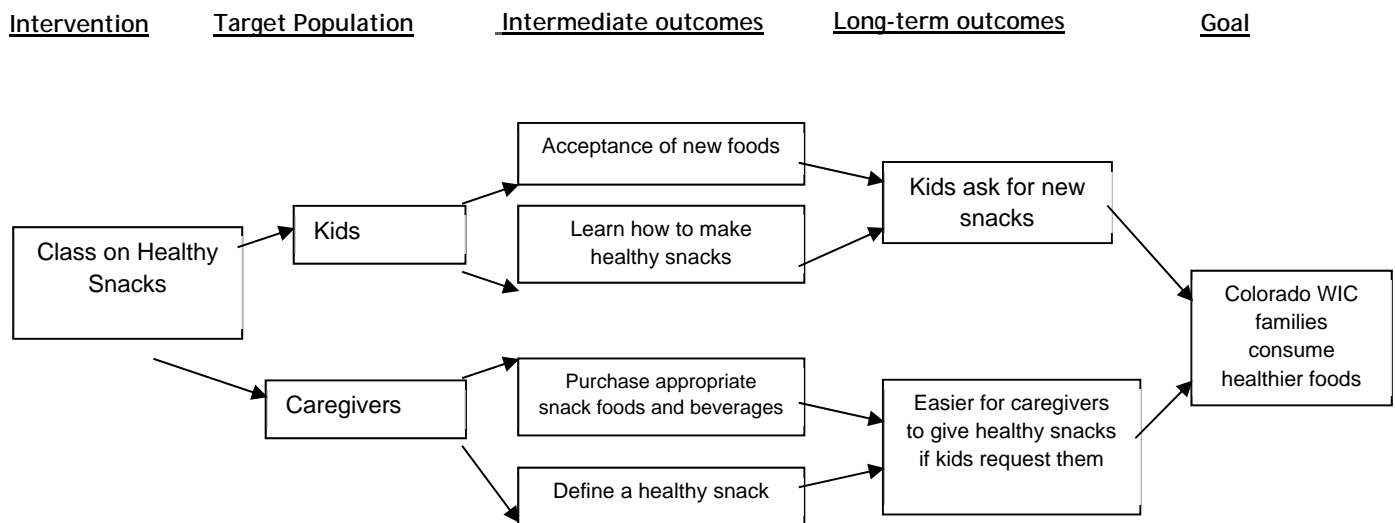 Intervention Target Population Intermediate outcomes Long-term outcomes Goal
Acceptance of new foods
Kids ask for new
snacks
Kids
Learn how to make
healthy snacks
Class on Healthy
Snacks
Colorado WIC
families
consume
healthier foods
Purchase appropriate
snack foods and beverages
Caregivers
Easier for caregivers
to give healthy snacks
if kids request them
Define a healthy snack